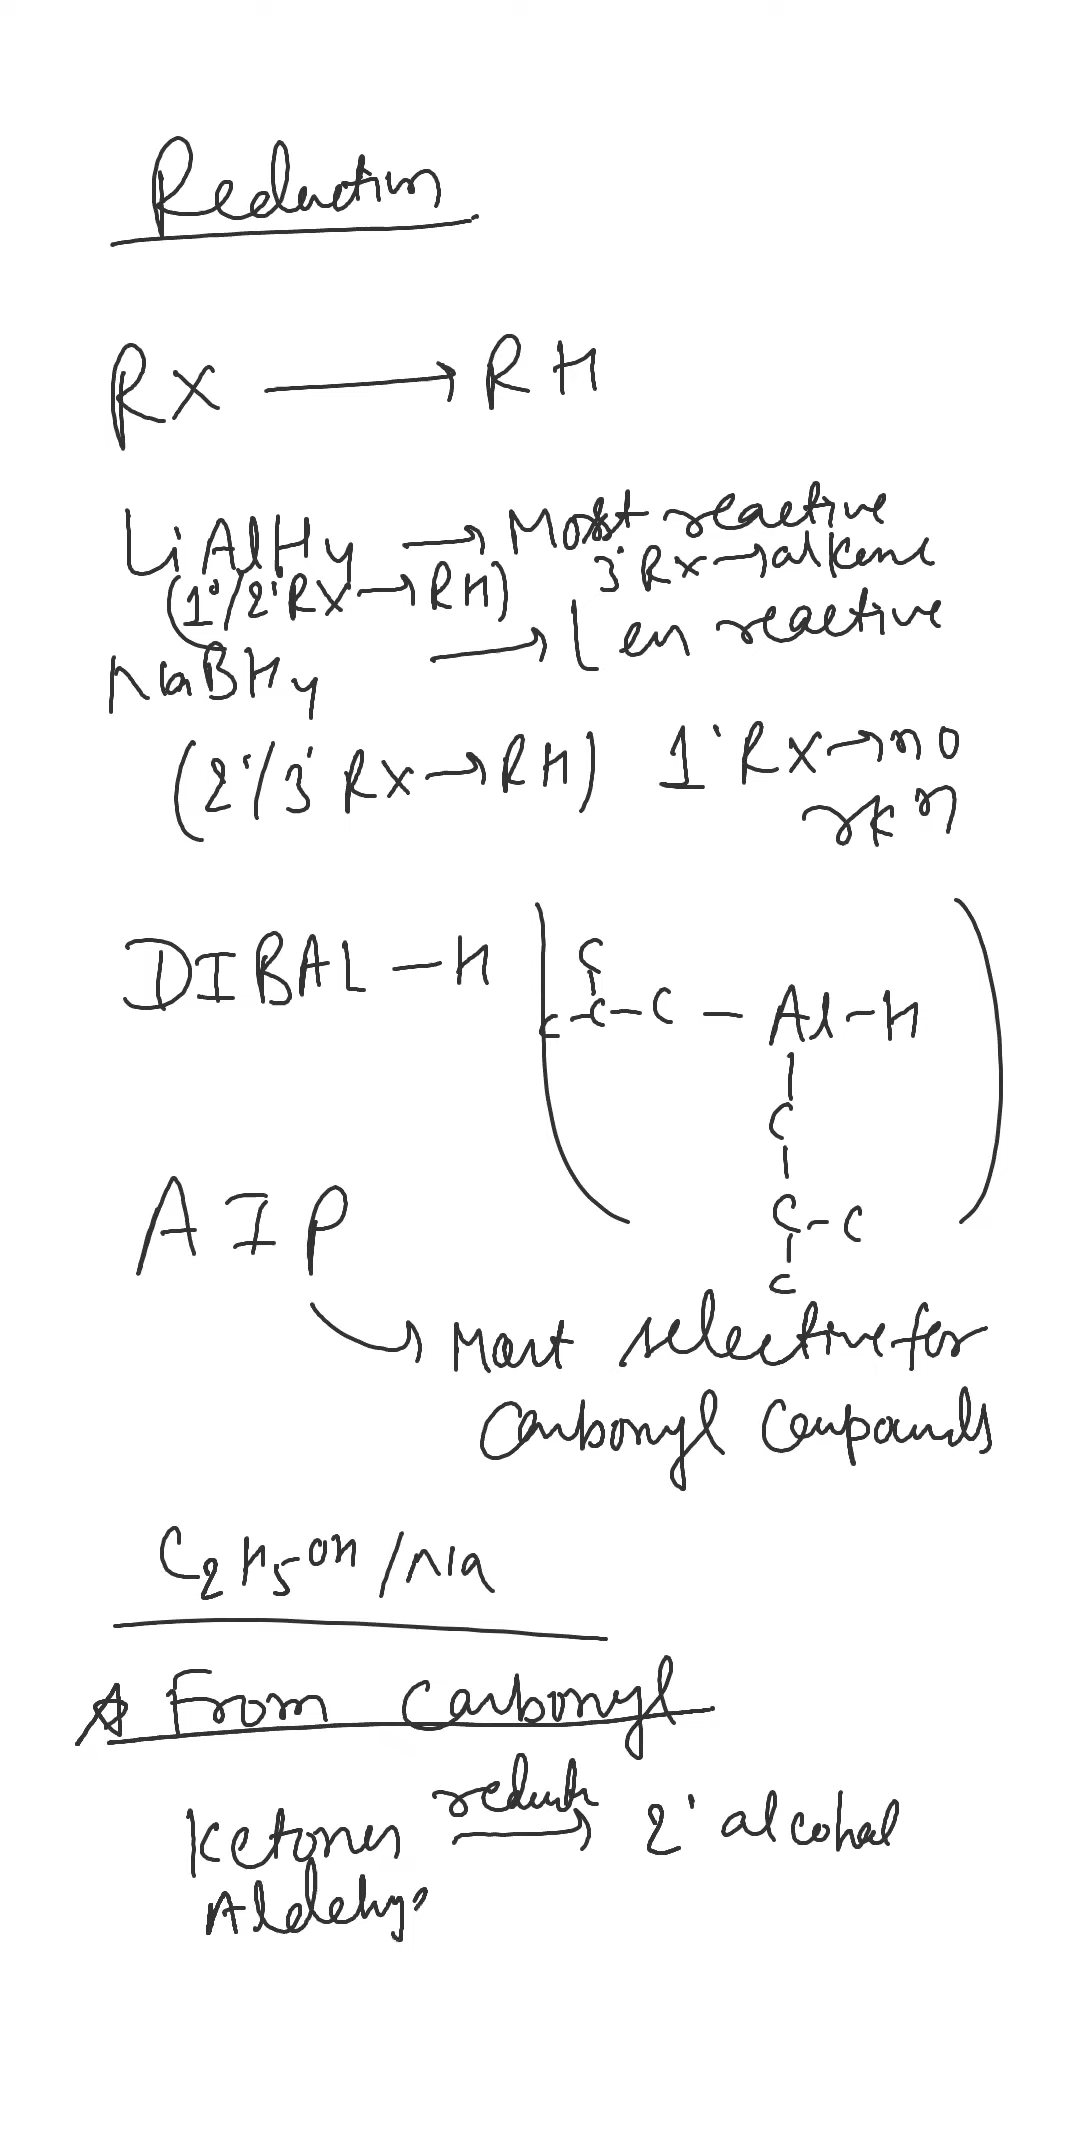 Reduction
RX → RH
LiAlH4 → Most reactive
(1°/2° RX → RH) 3° RX → alkene
NaBH4 → Less reactive
(2°/3° RX → RH) 1° RX → no
rxn
DIBAL-H
C
C-C-C-Al-H
C
C-C
C
AIP
→ Most selective for
Carbonyl Compounds
C2H5OH/Na
From Carbonyl
reductn
Ketones → 2° alcohol
Aldehy